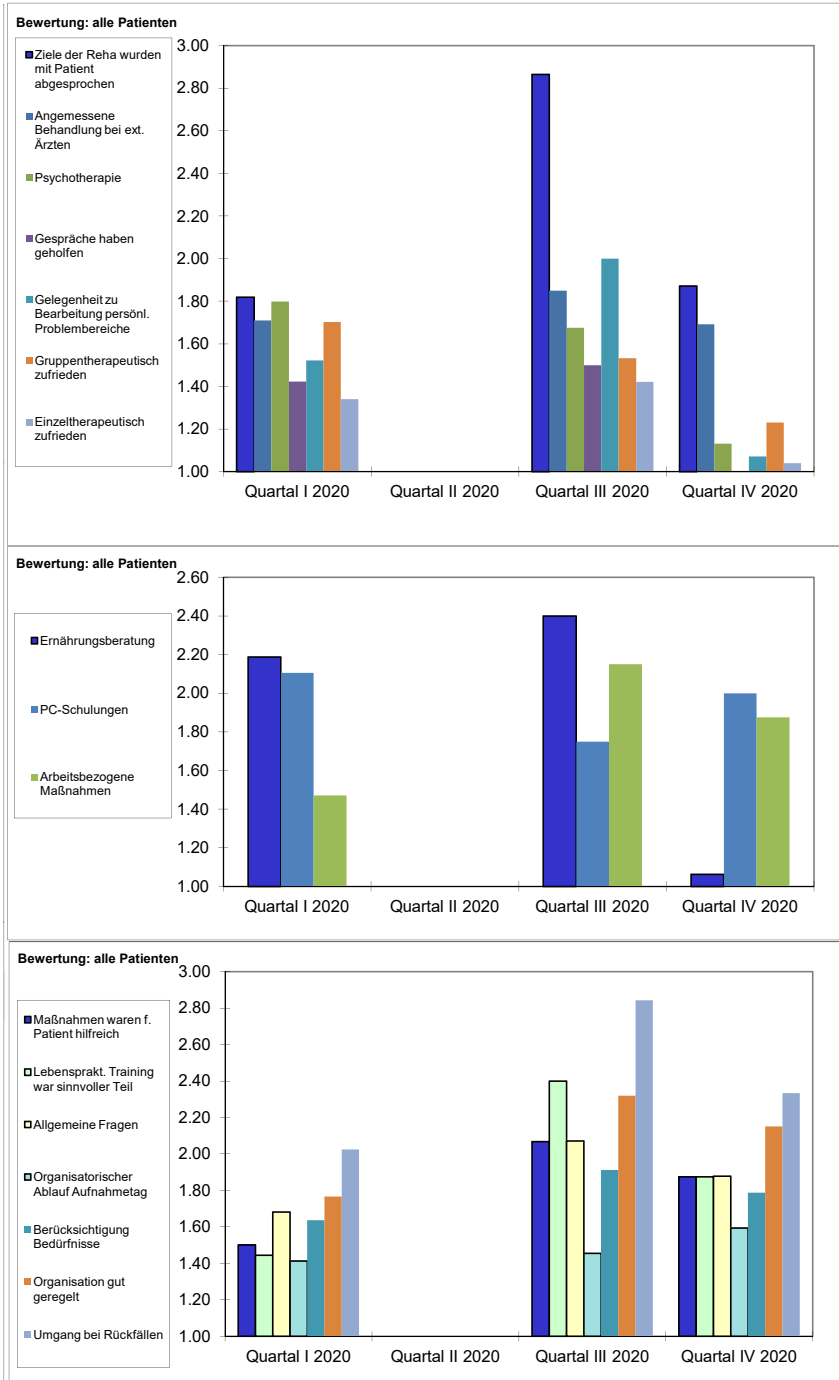 Bewertung: alle Patienten
Ziele der Reha wurden
mit Patient
abgesprochen
Angemessene
Behandlung bei ext.
Ärzten
Psychotherapie
Gespräche haben
geholfen
Gelegenheit zu
Bearbeitung persönl.
Problembereiche
Gruppentherapeutisch
zufrieden
Einzeltherapeutisch
zufrieden
3.00
2.80
2.60
2.40
2.20
2.00
1.80
1.60
1.40
1.20
1.00
Quartal I 2020 Quartal II 2020 Quartal III 2020 Quartal IV 2020
Bewertung: alle Patienten
Ernährungsberatung
PC-Schulungen
Arbeitsbezogene
Maßnahmen
2.60
2.40
2.20
2.00
1.80
1.60
1.40
1.20
1.00
Quartal I 2020 Quartal II 2020 Quartal III 2020 Quartal IV 2020
Bewertung: alle Patienten
Maßnahmen waren f.
Patient hilfreich
Lebensprakt. Training
war sinnvoller Teil
Allgemeine Fragen
Organisatorischer
Ablauf Aufnahmetag
Berücksichtigung
Bedürfnisse
Organisation gut
geregelt
Umgang bei Rückfällen
3.00
2.80
2.60
2.40
2.20
2.00
1.80
1.60
1.40
1.20
1.00
Quartal I 2020 Quartal II 2020 Quartal III 2020 Quartal IV 2020